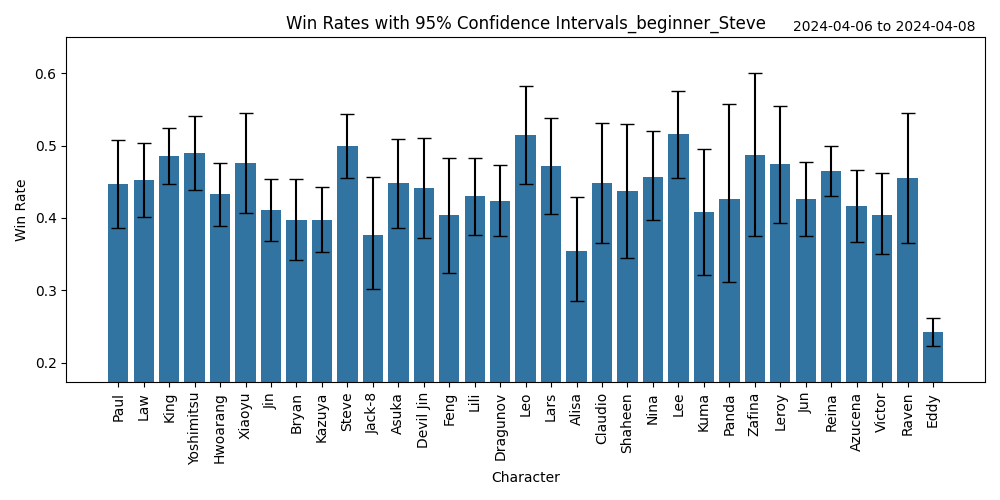 Win Rates with 95% Confidence Intervals_beginner_Steve
2024-04-06 to 2024-04-08
Win Rate
0.6
0.5
0.4
0.3
0.2
Paul
Law
King
Yoshimitsu
Hwoarang
Xiaoyu
Jin
Bryan
Kazuya
Steve
Jack-8
Asuka
Devil Jin
Feng
Lili
Dragunov
Leo
Lars
Alisa
Claudio
Shaheen
Nina
Lee
Kuma
Panda
Zafina
Leroy
Jun
Reina
Azucena
Victor
Raven
Eddy
Character